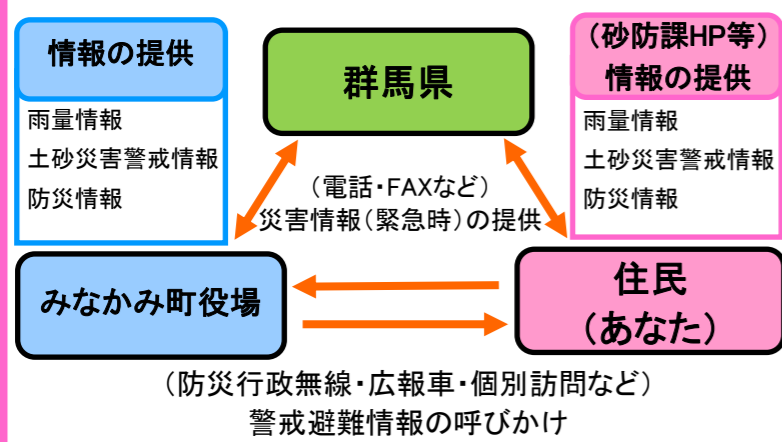 情報の提供
雨量情報
土砂災害警戒情報
防災情報
群馬県
（砂防課HP等）
情報の提供
雨量情報
土砂災害警戒情報
防災情報
（電話・FAXなど）
災害情報（緊急時）の提供
みなかみ町役場
住民
（あなた）
（防災行政無線・広報車・個別訪問など）
警戒避難情報の呼びかけ